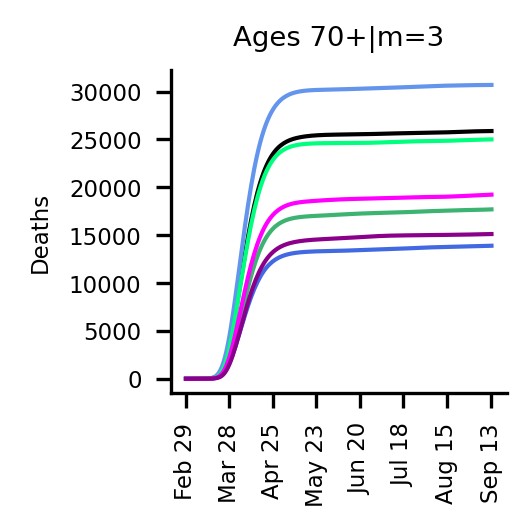 Ages 70+|m=3
Deaths
30000
25000
20000
15000
10000
5000
0
Feb 29
Mar 28
Apr 25
May 23
Jun 20
Jul 18
Aug 15
Sep 13